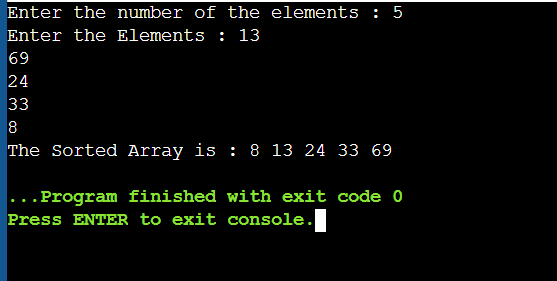 Enter the number of the elements : 5
Enter the Elements : 13
69
24
33
8
The Sorted Array is : 8 13 24 33 69
...Program finished with exit code 0
Press ENTER to exit console.